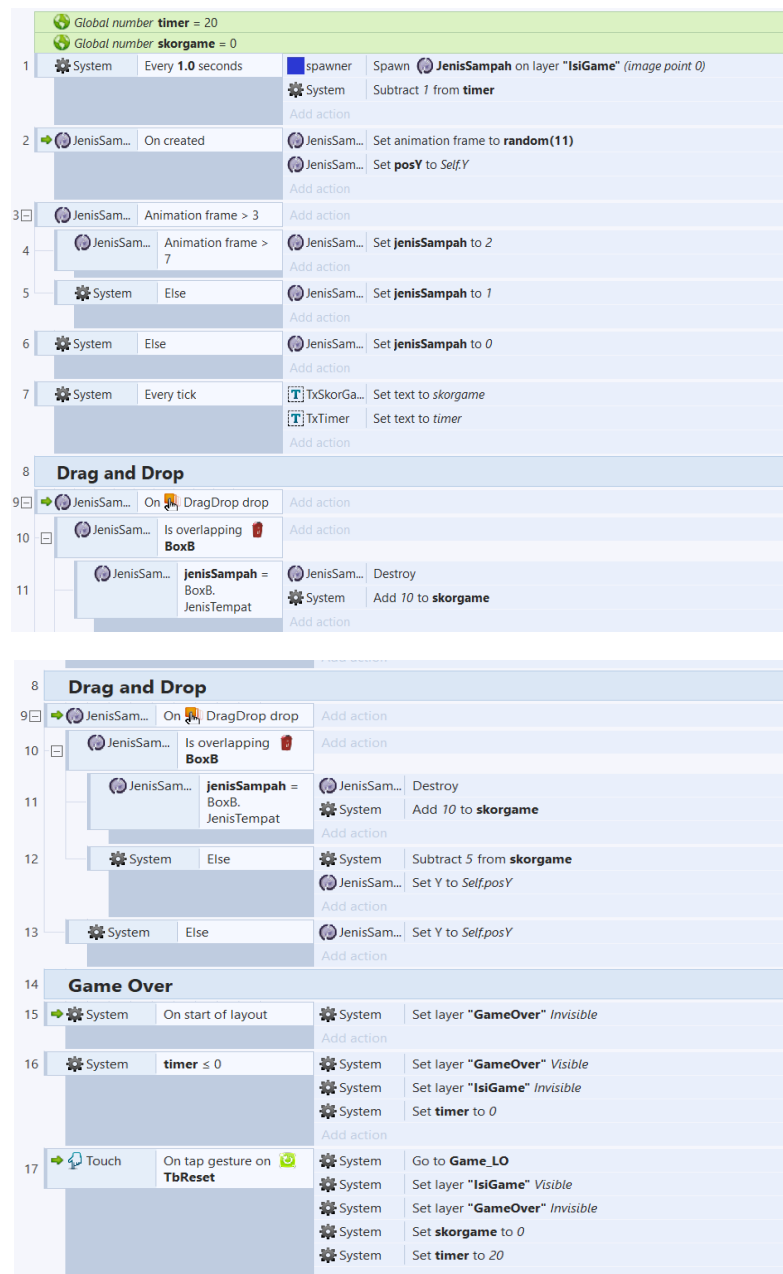 Global number timer = 20
Global number skorgame = 0
1 System Every 1.0 seconds spawner Spawn JenisSampah on layer "IsiGame" (image point 0)
System Subtract 1 from timer
Add action
2 JenisSam... On created JenisSam... Set animation frame to random(11)
JenisSam... Set posY to Self.Y
Add action
3 JenisSam... Animation frame > 3 Add action
4 JenisSam... Animation frame > JenisSam... Set jenisSampah to 2
7 Add action
5 System Else JenisSam... Set jenisSampah to 1
Add action
6 System Else JenisSam... Set jenisSampah to 0
Add action
7 System Every tick TxSkorGa... Set text to skorgame
TxTimer Set text to timer
Add action
8 Drag and Drop
9 JenisSam... On DragDrop drop Add action
10 JenisSam... Is overlapping Add action
BoxB
11 JenisSam... jenisSampah = JenisSam... Destroy
BoxB. System Add 10 to skorgame
JenisTempat
Add action
8 Drag and Drop
9 JenisSam... On DragDrop drop Add action
10 JenisSam... Is overlapping Add action
BoxB
11 JenisSam... jenisSampah = JenisSam... Destroy
BoxB. System Add 10 to skorgame
JenisTempat Add action
12 System Else System Subtract 5 from skorgame
JenisSam... Set Y to Self.posY
Add action
13 System Else JenisSam... Set Y to Self.posY
Add action
14 Game Over
15 System On start of layout System Set layer "GameOver" Invisible
Add action
16 System timer ≤ 0 System Set layer "GameOver" Visible
System Set layer "IsiGame" Invisible
System Set timer to 0
Add action
17 Touch On tap gesture on System Go to Game_LO
TbReset System Set layer "IsiGame" Visible
System Set layer "GameOver" Invisible
System Set skorgame to 0
System Set timer to 20